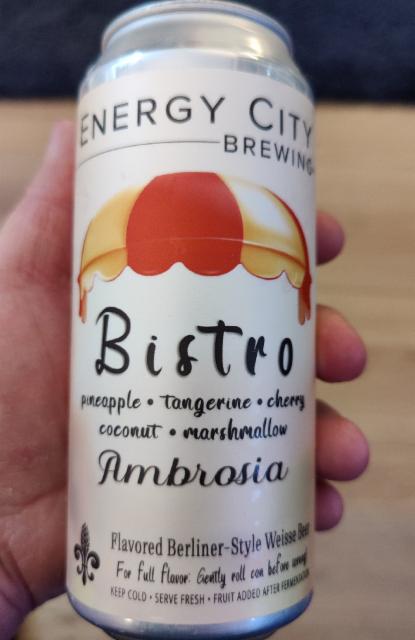 ENERGY CITY
BREWING
Bistro
pineapple • tangerine • cherry
coconut • marshmallow
Ambrosia
Flavored Berliner-Style Weisse Beer
For full flavor: Gently roll can before serving!
KEEP COLD • SERVE FRESH • FRUIT ADDED AFTER FERMENTATION